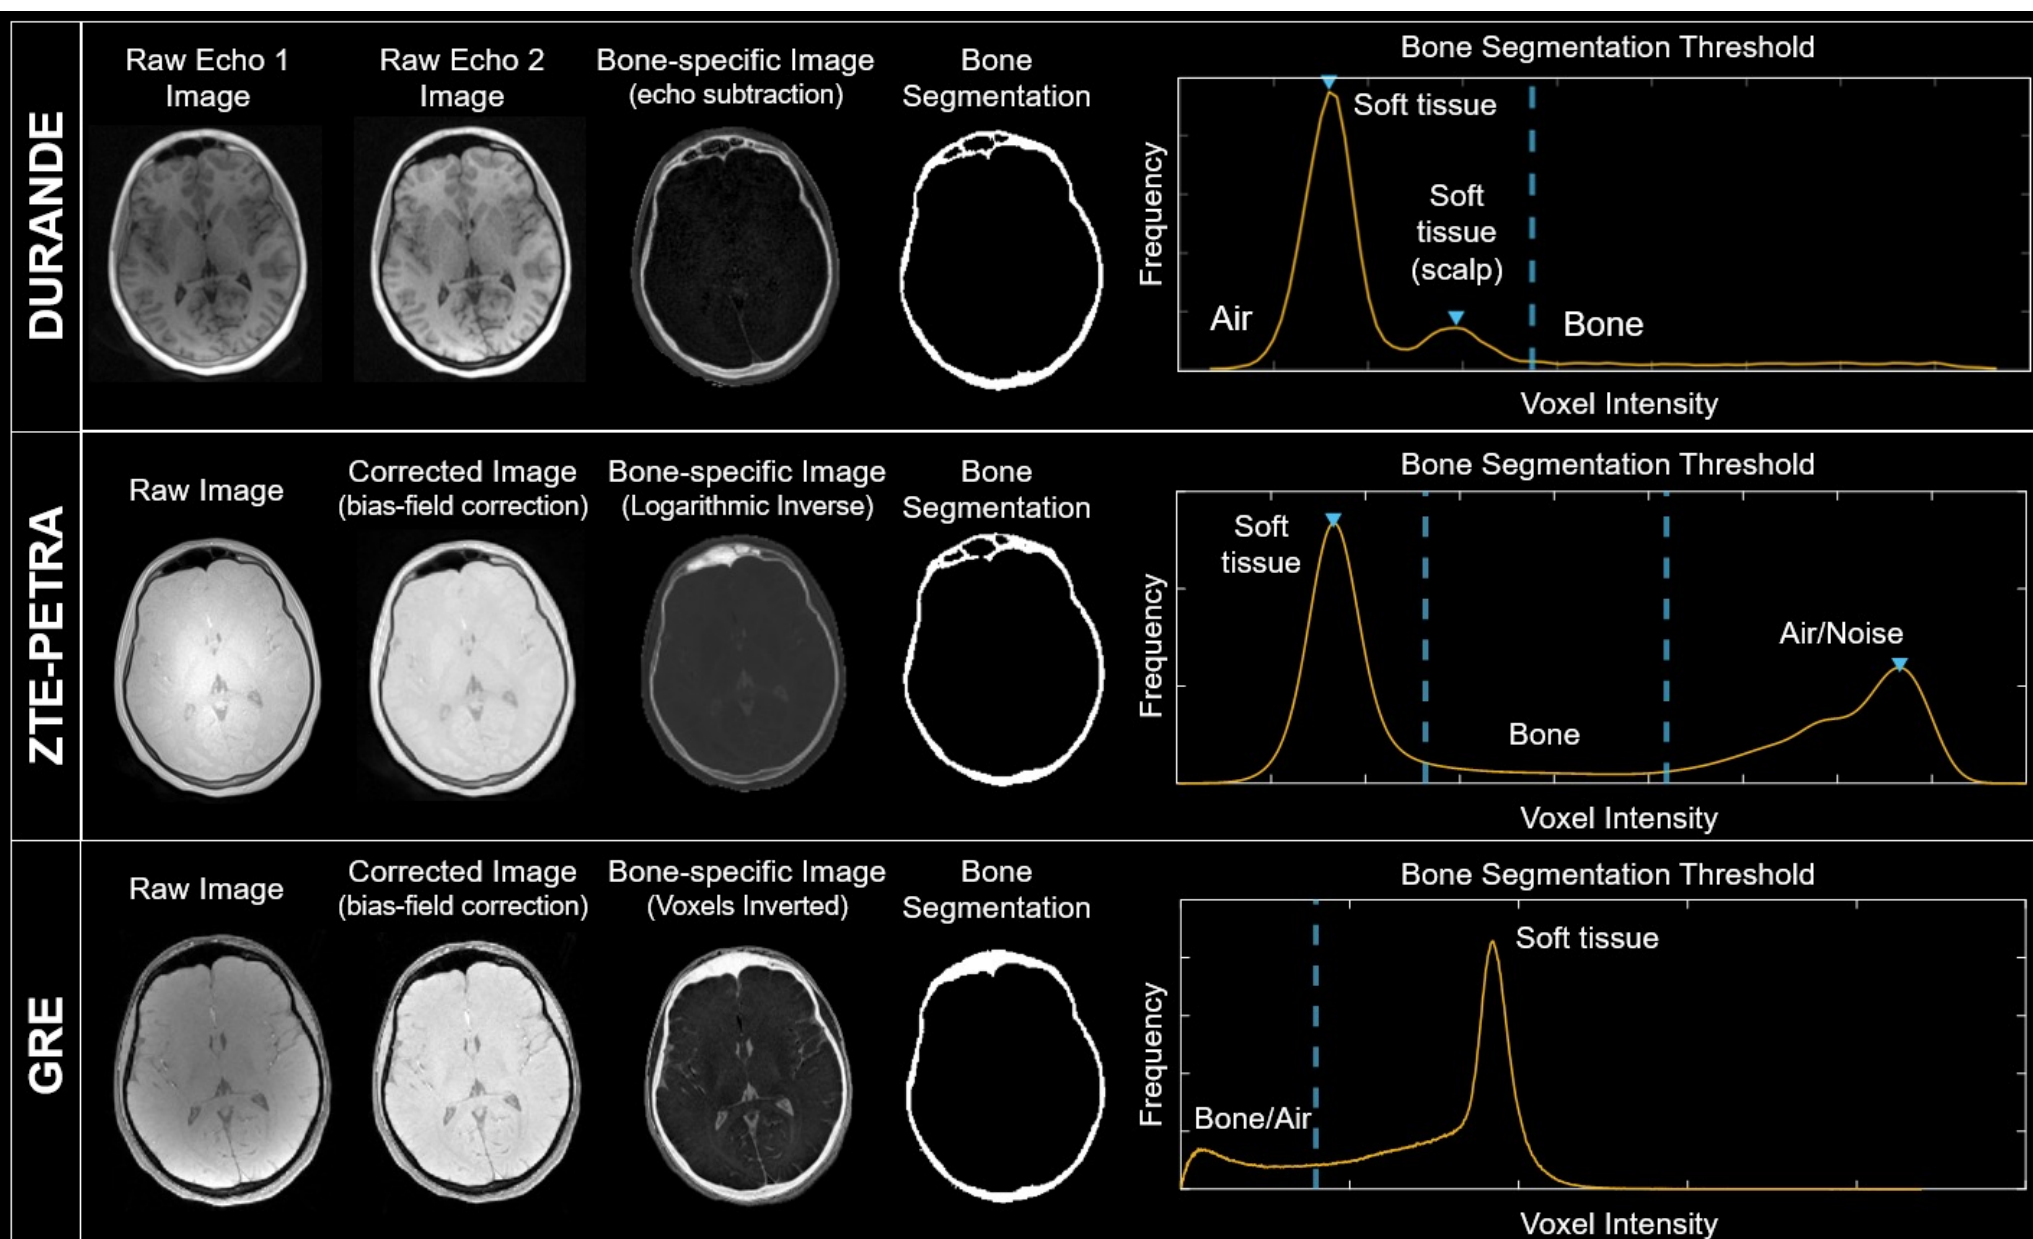 DURANDE
Raw Echo 1
Image
Raw Echo 2
Image
Bone-specific Image
(echo subtraction)
Bone
Segmentation
Bone Segmentation Threshold
Frequency
Air
Soft tissue
Soft
tissue
(scalp)
Bone
Voxel Intensity
ZTE-PETRA
Raw Image
Corrected Image
(bias-field correction)
Bone-specific Image
(Logarithmic Inverse)
Bone
Segmentation
Bone Segmentation Threshold
Frequency
Soft
tissue
Bone
Air/Noise
Voxel Intensity
GRE
Raw Image
Corrected Image
(bias-field correction)
Bone-specific Image
(Voxels Inverted)
Bone
Segmentation
Bone Segmentation Threshold
Frequency
Bone/Air
Soft tissue
Voxel Intensity